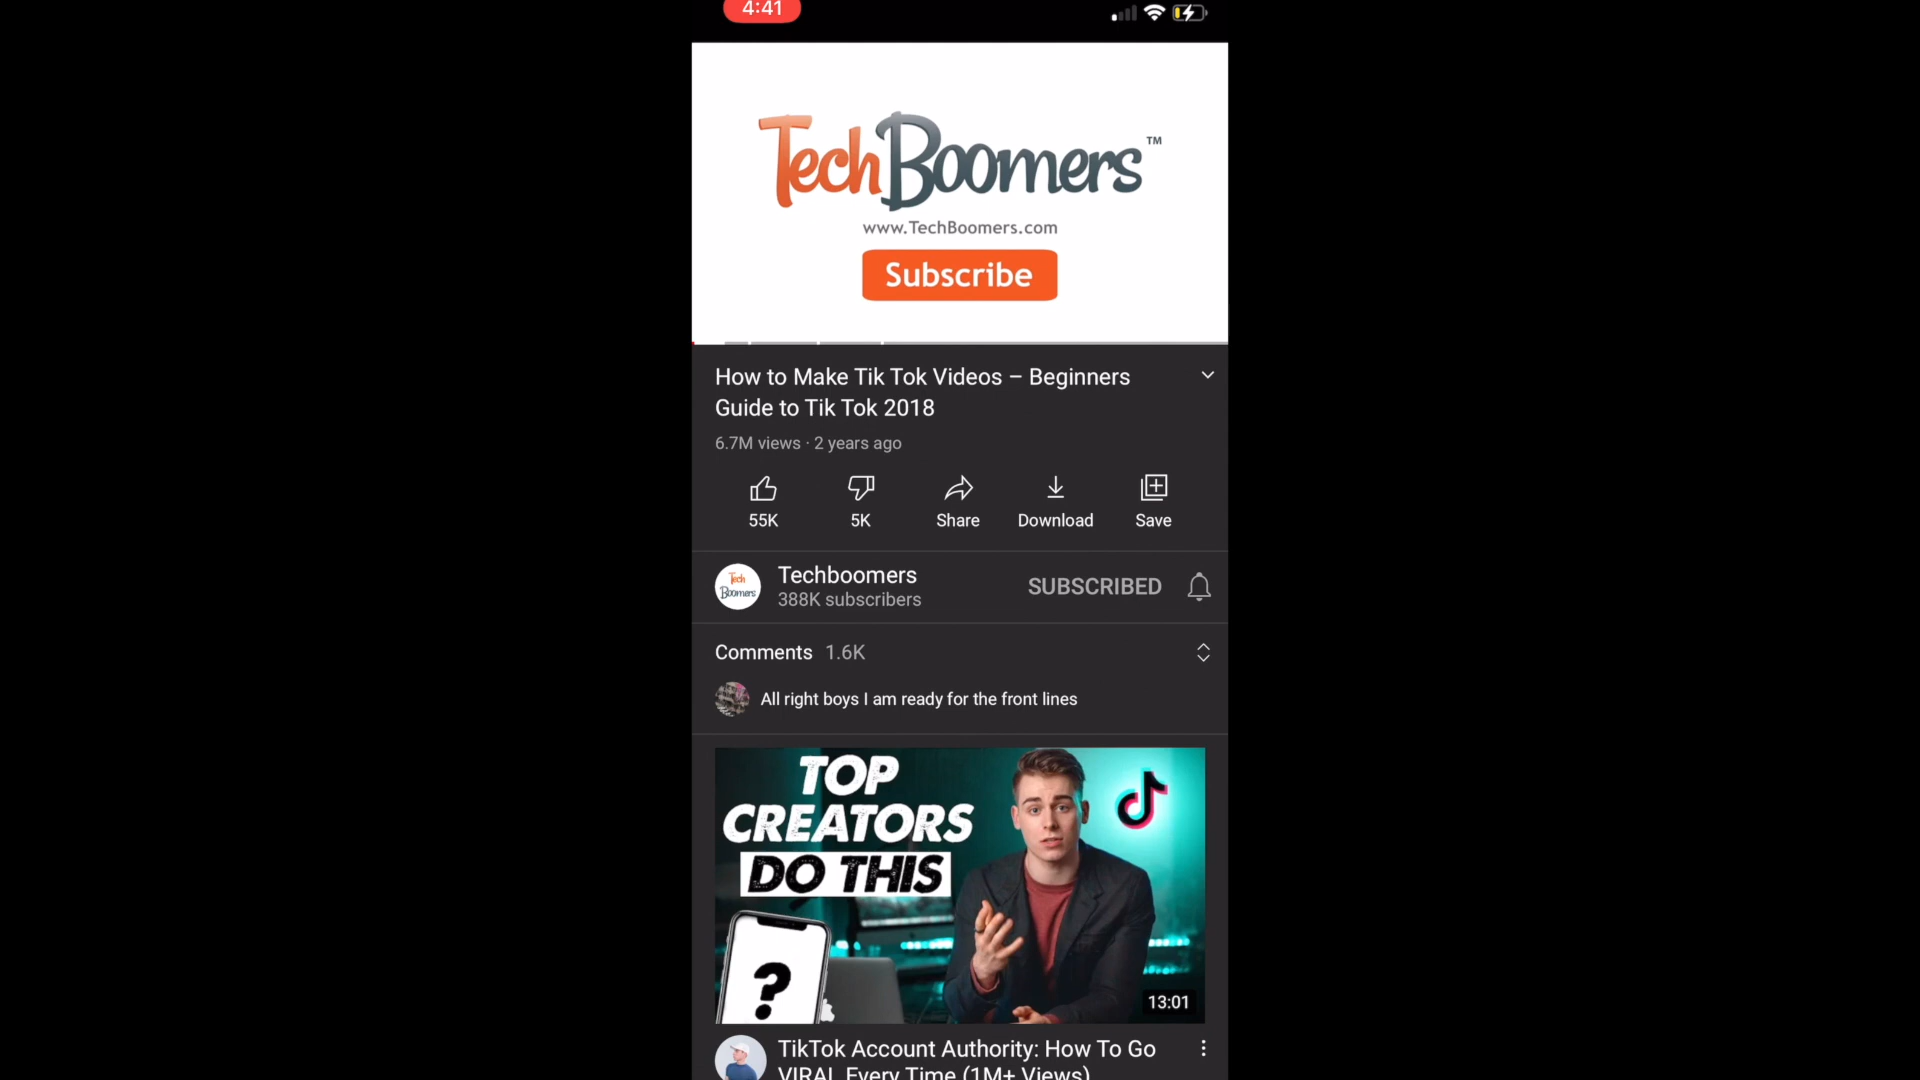 4:41
TechBoomers™
www.TechBoomers.com
Subscribe
How to Make Tik Tok Videos – Beginners
Guide to Tik Tok 2018
6.7M views · 2 years ago
55K
5K
Share
Download
Save
Tech
Boomers
Techboomers
388K subscribers
SUBSCRIBED
Comments 1.6K
All right boys I am ready for the front lines
TOP
CREATORS
DO THIS
?
13:01
TikTok Account Authority: How To Go
VIRAL Every Time (1M+ Views)